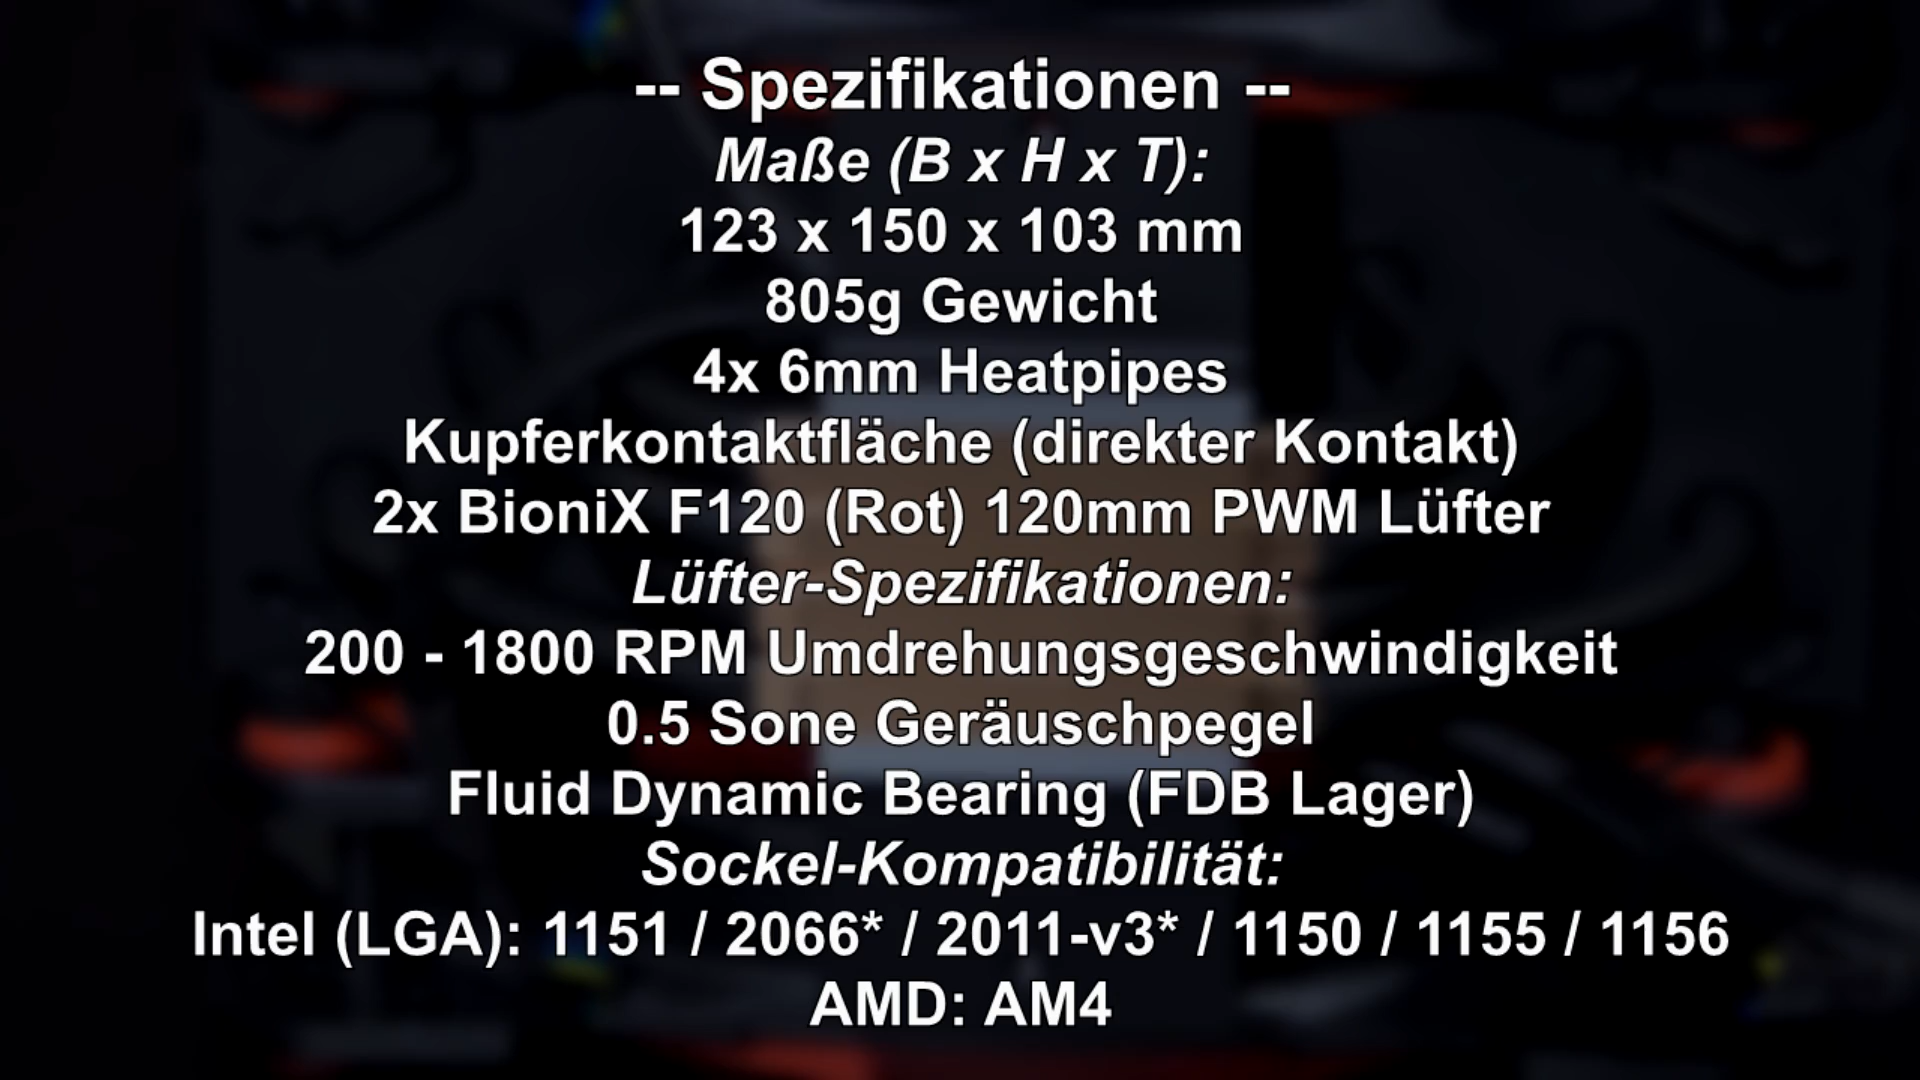 -- Spezifikationen --
Maße (B x H x T):
123 x 150 x 103 mm
805g Gewicht
4x 6mm Heatpipes
Kupferkontaktfläche (direkter Kontakt)
2x BioniX F120 (Rot) 120mm PWM Lüfter
Lüfter-Spezifikationen:
200 - 1800 RPM Umdrehungsgeschwindigkeit
0.5 Sone Geräuschpegel
Fluid Dynamic Bearing (FDB Lager)
Sockel-Kompatibilität:
Intel (LGA): 1151 / 2066* / 2011-v3* / 1150 / 1155 / 1156
AMD: AM4